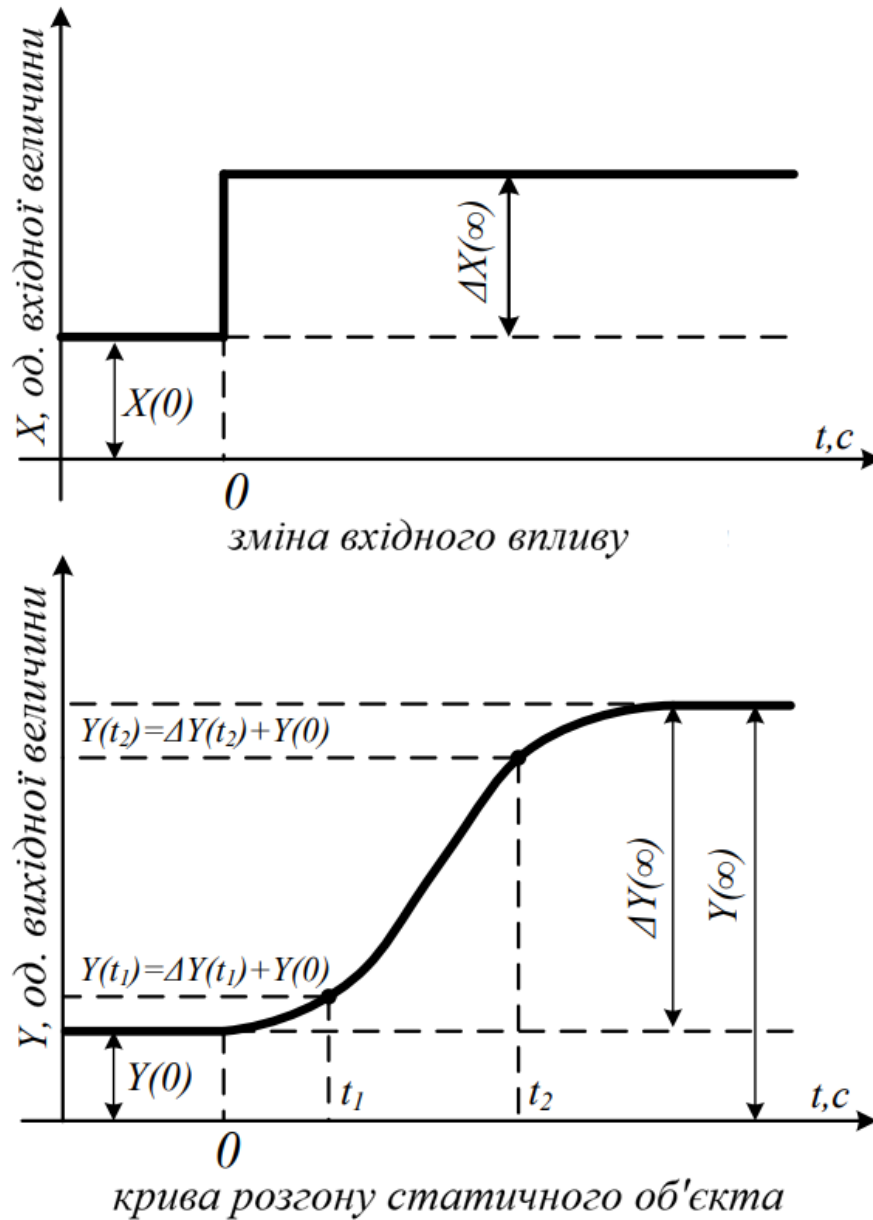 X, од. вхідної величини
ΔX(∞)
X(0)
t,c
0
зміна вхідного впливу
Y, од. вихідної величини
Y(t₂)=ΔY(t₂)+Y(0)
ΔY(∞)
Y(∞)
Y(t₁)=ΔY(t₁)+Y(0)
Y(0)
t₁
t₂
t,c
0
крива розгону статичного об'єкта